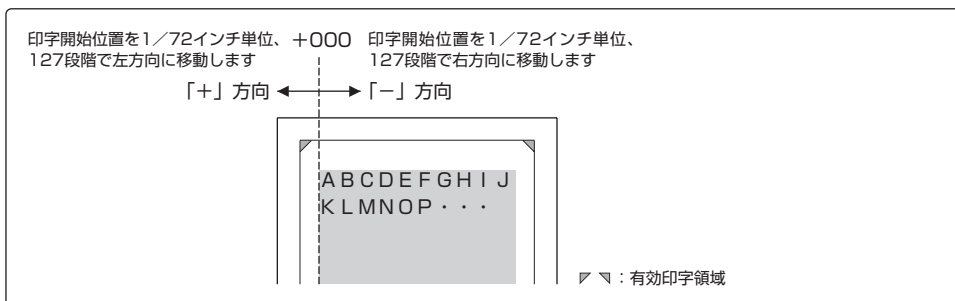 印字開始位置を1／72インチ単位、
127段階で左方向に移動します
+000
印字開始位置を1／72インチ単位、
127段階で右方向に移動します
「＋」方向
「－」方向
ABCDEFGHIJ
KLMNOP・・・
：有効印字領域